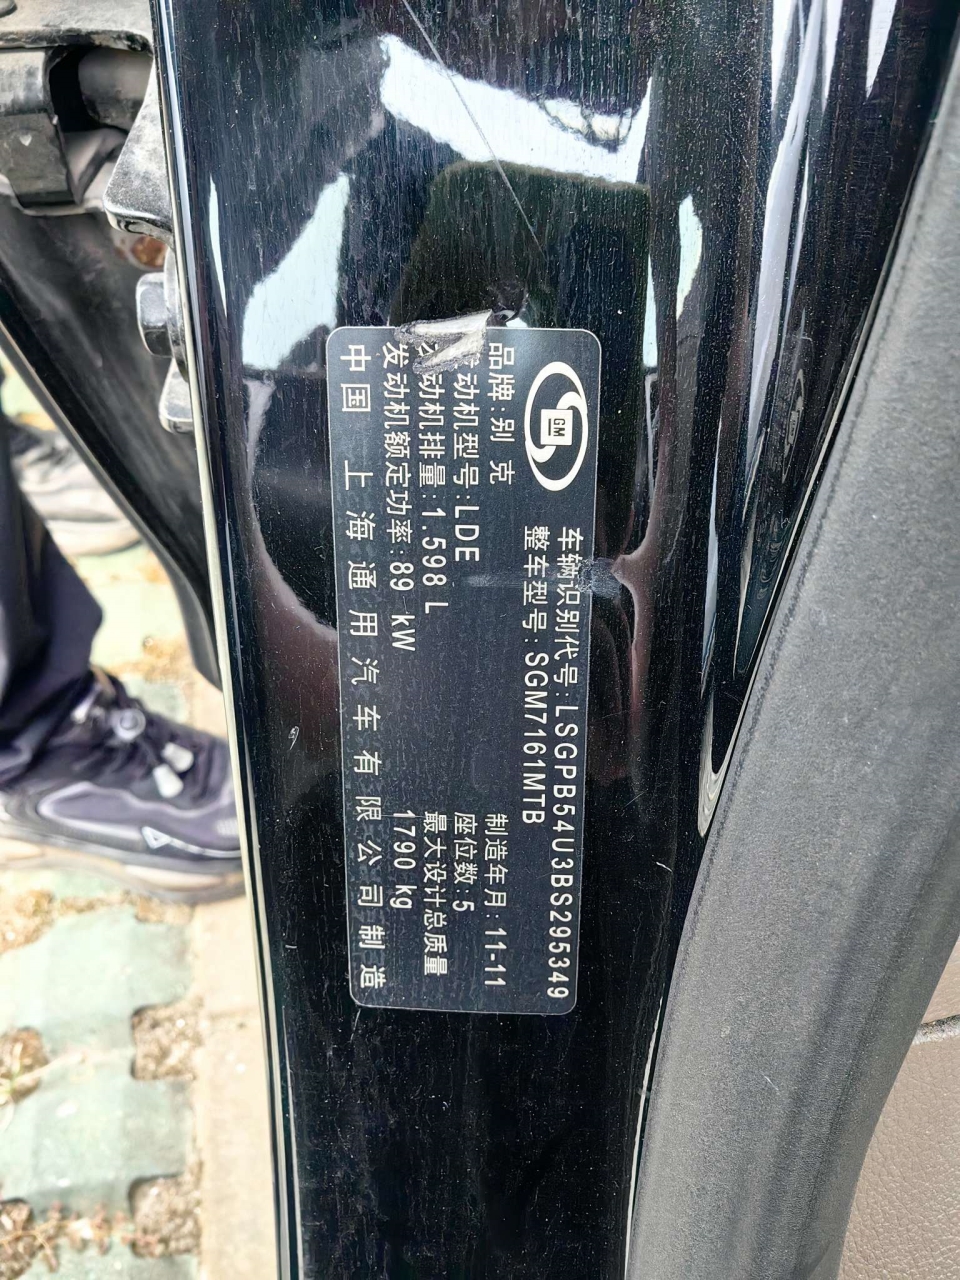 GM
车辆识别代号:LSGPB54U3BS295349
整车型号:SGM7161MTB
品牌:别克
制造年月:11-11
发动机型号:LDE
座位数:5
发动机排量:1.598 L
最大设计总质量
发动机额定功率:89 kW
1790 kg
中国 上海通用汽车有限公司制造